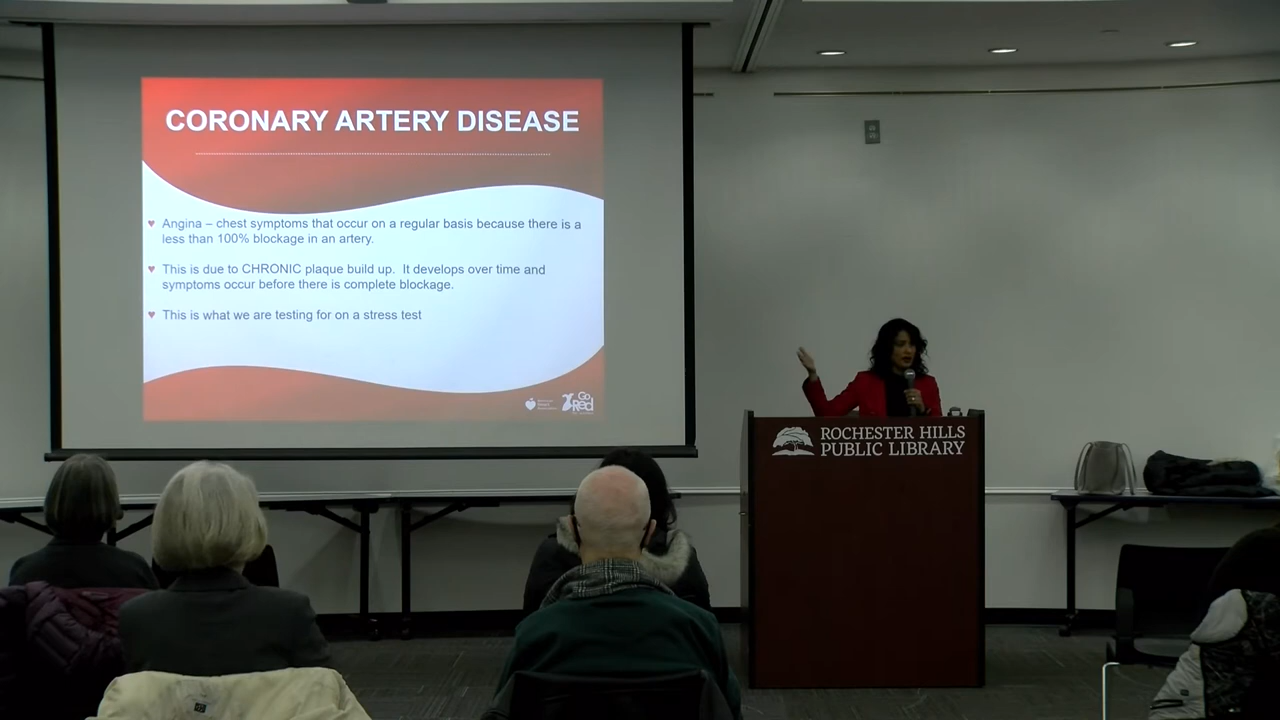 CORONARY ARTERY DISEASE
Angina – chest symptoms that occur on a regular basis because there is a
less than 100% blockage in an artery.
This is due to CHRONIC plaque build up.  It develops over time and
symptoms occur before there is complete blockage.
This is what we are testing for on a stress test
Go
Red
ROCHESTER HILLS
PUBLIC LIBRARY